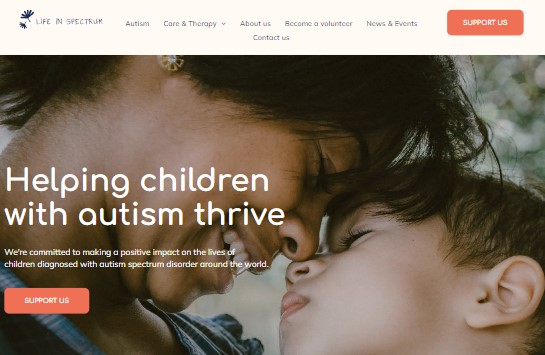 LIFE IN SPECTRUM
Autism Care & Therapy About us Become a volunteer News & Events
Contact us
SUPPORT US
Helping children
with autism thrive
We're committed to making a positive impact on the lives of
children diagnosed with autism spectrum disorder around the world.
SUPPORT US